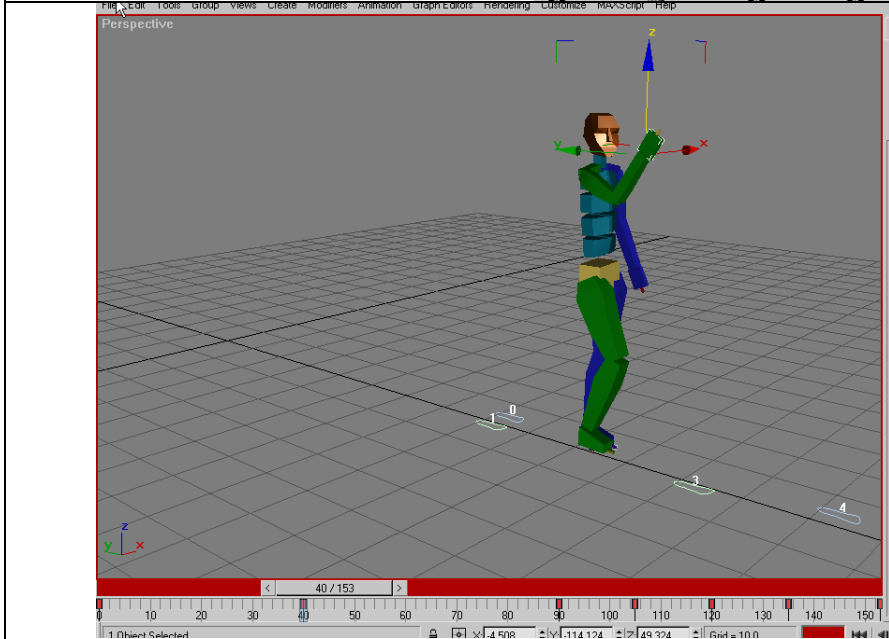 File Edit Tools Group Views Create Modifiers Animation Graph Editors Rendering Customize MAXScript Help
Perspective
z
y x
0
1
3
4
z
y x
< 40 / 153 >
0 10 20 30 40 50 60 70 80 90 100 110 120 130 140 150
1 Object Selected X: -4.508 Y: -114.124 Z: 49.324 Grid = 10.0